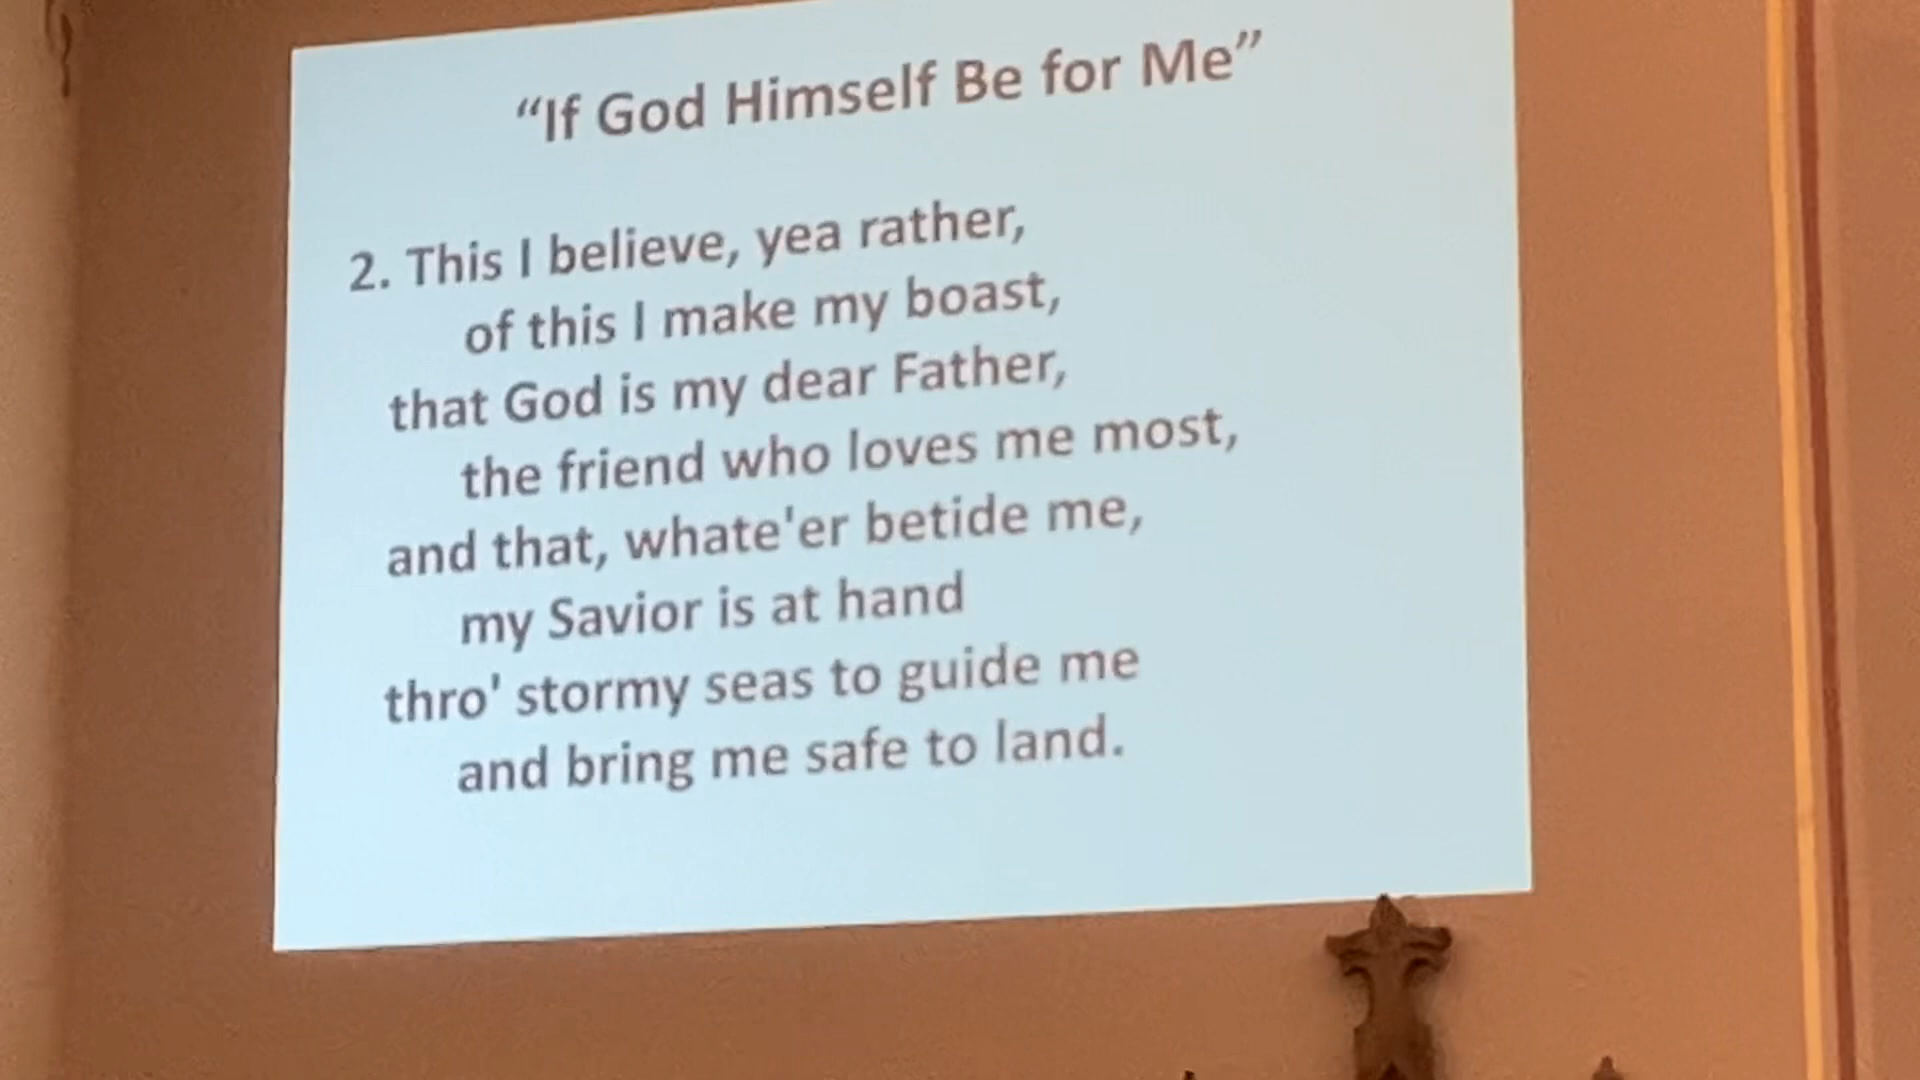 “If God Himself Be for Me”
2. This I believe, yea rather,
of this I make my boast,
that God is my dear Father,
the friend who loves me most,
and that, whate'er betide me,
my Savior is at hand
thro' stormy seas to guide me
and bring me safe to land.